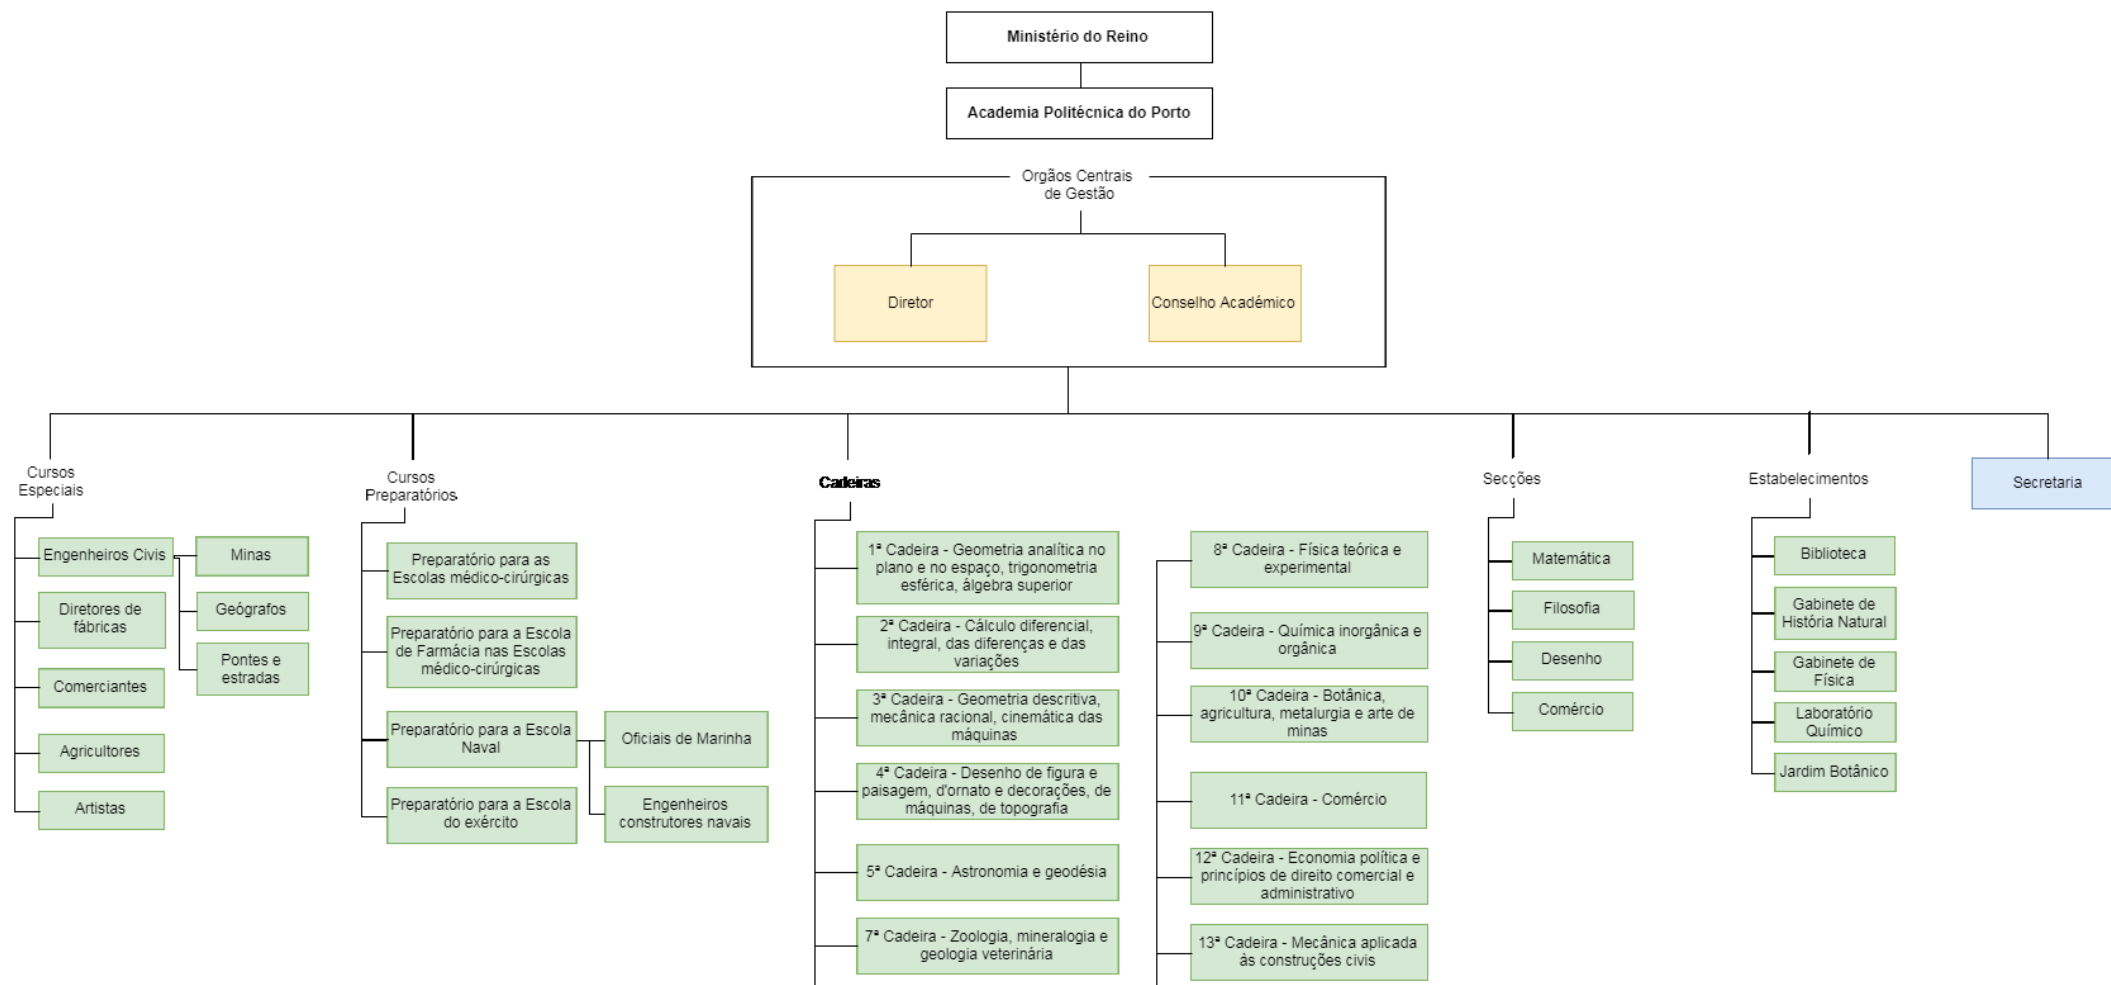 Ministério do Reino
Academia Politécnica do Porto
Orgãos Centrais
de Gestão
Diretor
Conselho Académico
Cursos
Especiais
Engenheiros Civis
Minas
Geógrafos
Pontes e
estradas
Diretores de
fábricas
Comerciantes
Agricultores
Artistas
Cursos
Preparatórios
Preparatório para as
Escolas médico-cirúrgicas
Preparatório para a Escola
de Farmácia nas Escolas
médico-cirúrgicas
Preparatório para a Escola
Naval
Oficiais de Marinha
Engenheiros
construtores navais
Preparatório para a Escola
do exército
Cadeiras
1ª Cadeira - Geometria analítica no
plano e no espaço, trigonometria
esférica, álgebra superior
2ª Cadeira - Cálculo diferencial,
integral, das diferenças e das
variações
3ª Cadeira - Geometria descritiva,
mecânica racional, cinemática das
máquinas
4ª Cadeira - Desenho de figura e
paisagem, d'ornato e decorações, de
máquinas, de topografia
5ª Cadeira - Astronomia e geodésia
7ª Cadeira - Zoologia, mineralogia e
geologia veterinária
8ª Cadeira - Física teórica e
experimental
9ª Cadeira - Química inorgânica e
orgânica
10ª Cadeira - Botânica,
agricultura, metalurgia e arte de
minas
11ª Cadeira - Comércio
12ª Cadeira - Economia política e
princípios de direito comercial e
administrativo
13ª Cadeira - Mecânica aplicada
às construções civis
Secções
Matemática
Filosofia
Desenho
Comércio
Estabelecimentos
Biblioteca
Gabinete de
História Natural
Gabinete de
Física
Laboratório
Químico
Jardim Botânico
Secretaria